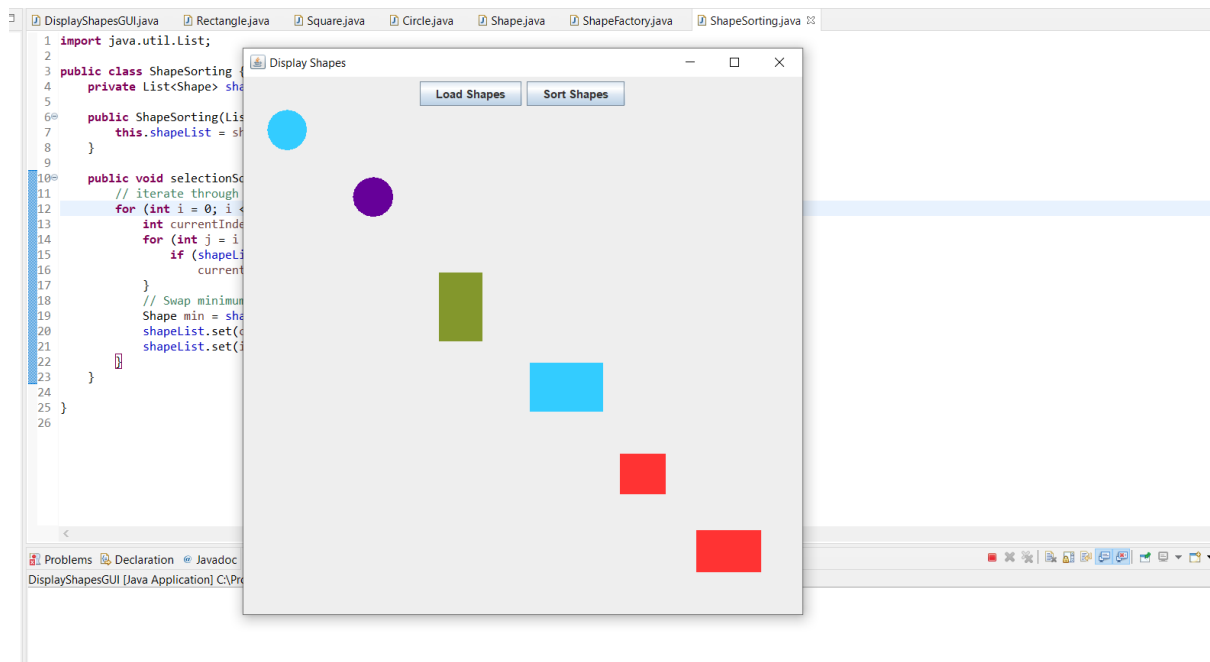 DisplayShapesGUI.java Rectangle.java Square.java Circle.java Shape.java ShapeFactory.java ShapeSorting.java
1 import java.util.List;
2
3 public class ShapeSorting {
4 private List<Shape> sha
5
6 public ShapeSorting(Lis
7 this.shapeList = sh
8 }
9
10 public void selectionSo
11 // iterate through
12 for (int i = 0; i <
13 int currentInde
14 for (int j = i
15 if (shapeLi
16 current
17 }
18 // Swap minimum
19 Shape min = sha
20 shapeList.set(c
21 shapeList.set(i
22 }
23 }
24
25 }
26
Display Shapes
Load Shapes Sort Shapes
Problems Declaration Javadoc
DisplayShapesGUI [Java Application] C:\Pro